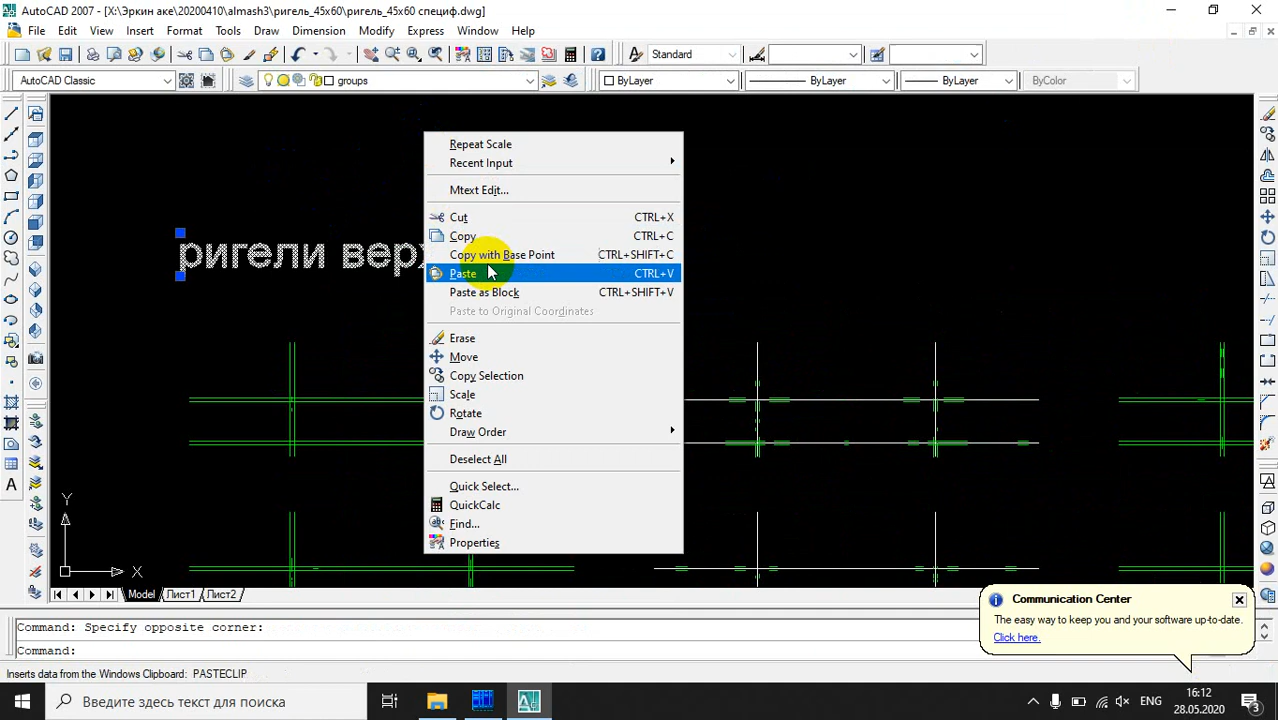 AutoCAD 2007 - [X:\Эркин аке\20200410\almash3\ригель_45x60\ригель_45x60 специф.dwg]
File Edit View Insert Format Tools Draw Dimension Modify Express Window Help
Standard
AutoCAD Classic groups ByLayer ByLayer ByLayer ByColor
Repeat Scale
Recent Input
Mtext Edit...
Cut CTRL+X
Copy CTRL+C
Copy with Base Point CTRL+SHIFT+C
Paste CTRL+V
Paste as Block CTRL+SHIFT+V
Paste to Original Coordinates
Erase
Move
Copy Selection
Scale
Rotate
Draw Order
Deselect All
Quick Select...
QuickCalc
Find...
Properties
ригели верх
Y
X
A
Model Лист1 Лист2
Communication Center
The easy way to keep you and your software up-to-date.
Click here.
Command: Specify opposite corner:
Command:
Inserts data from the Windows Clipboard: PASTECLIP
Введите здесь текст для поиска
ENG
16:12
28.05.2020
3